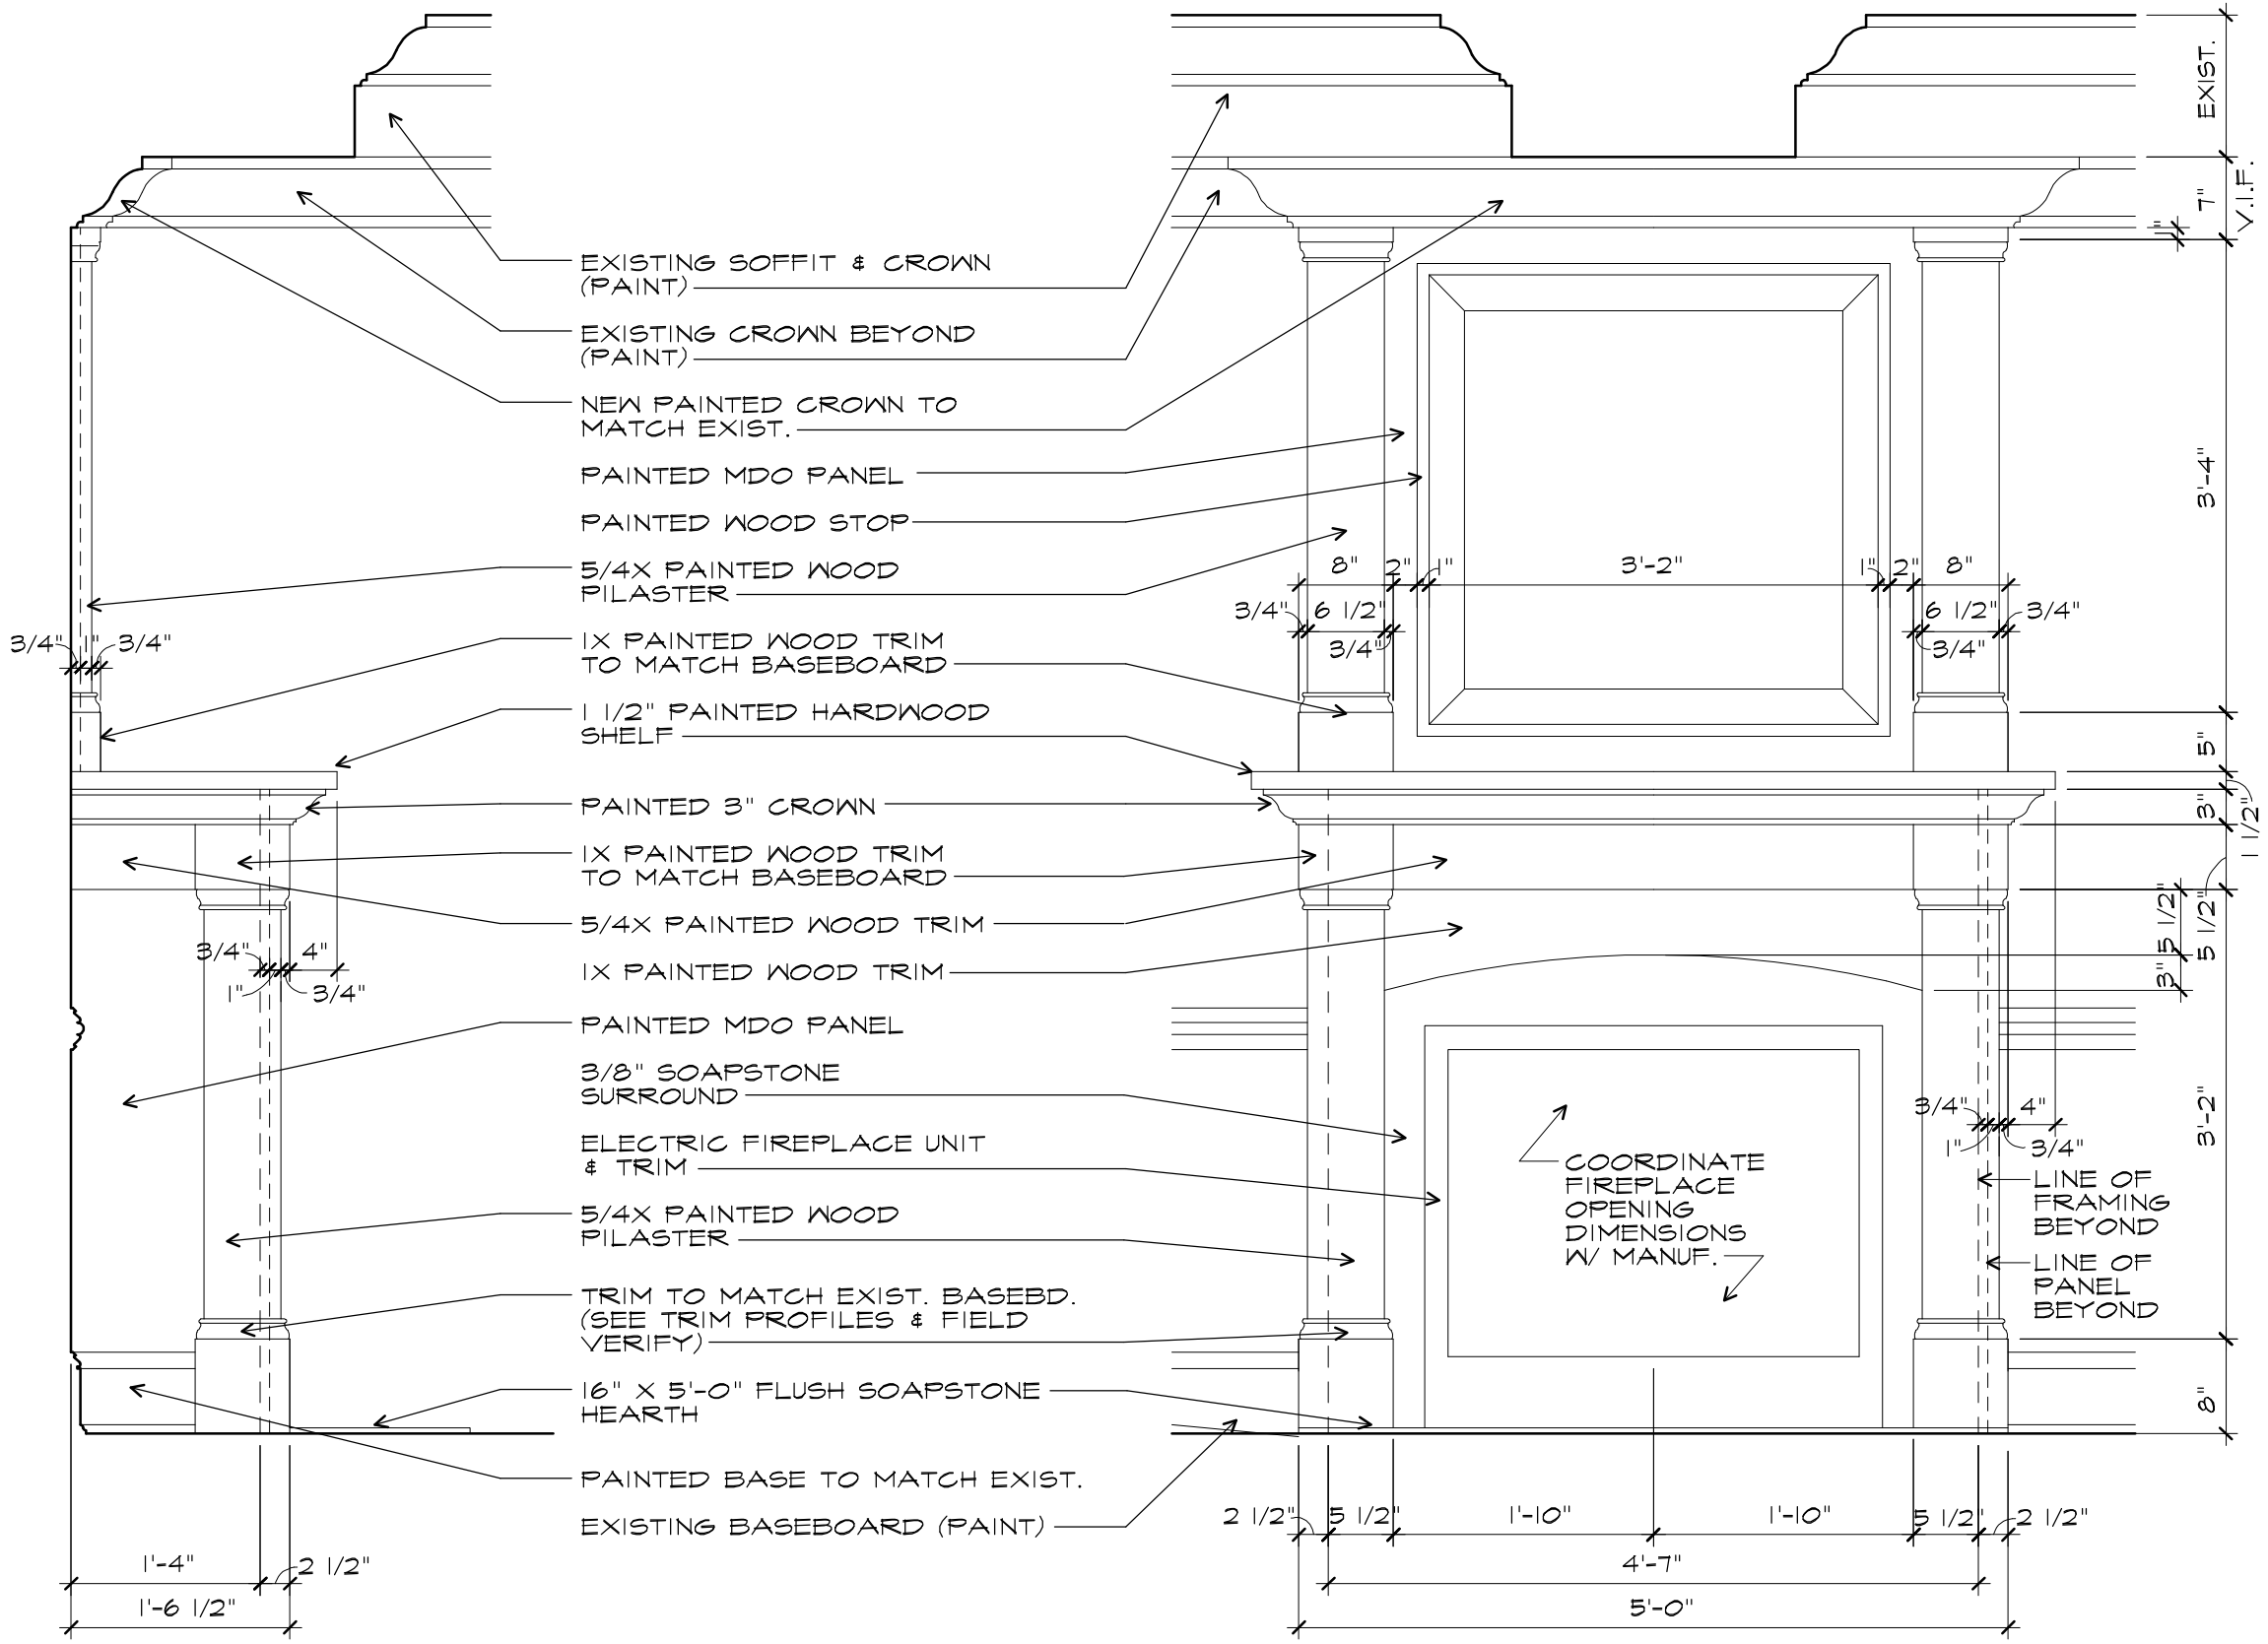 EXIST.
7"
V.I.F.
1"
EXISTING SOFFIT & CROWN
(PAINT)
EXISTING CROWN BEYOND
(PAINT)
NEW PAINTED CROWN TO
MATCH EXIST.
PAINTED MDO PANEL
PAINTED WOOD STOP
5/4X PAINTED WOOD
PILASTER
1X PAINTED WOOD TRIM
TO MATCH BASEBOARD
1 1/2" PAINTED HARDWOOD
SHELF
PAINTED 3" CROWN
1X PAINTED WOOD TRIM
TO MATCH BASEBOARD
5/4X PAINTED WOOD TRIM
1X PAINTED WOOD TRIM
PAINTED MDO PANEL
3/8" SOAPSTONE
SURROUND
ELECTRIC FIREPLACE UNIT
& TRIM
5/4X PAINTED WOOD
PILASTER
TRIM TO MATCH EXIST. BASEBD.
(SEE TRIM PROFILES & FIELD
VERIFY)
16" X 5'-0" FLUSH SOAPSTONE
HEARTH
PAINTED BASE TO MATCH EXIST.
EXISTING BASEBOARD (PAINT)
3/4" 1" 3/4"
3/4" 4"
1" 3/4"
1'-4" 2 1/2"
1'-6 1/2"
8" 2" 1" 3'-2" 1" 2" 8"
3/4" 6 1/2" 6 1/2" 3/4"
3/4" 3/4"
3'-4"
5"
3"
1 1/2"
5 1/2"
5 1/2"
3"
3'-2"
8"
3/4" 4"
1" 3/4"
COORDINATE
FIREPLACE
OPENING
DIMENSIONS
W/ MANUF.
LINE OF
FRAMING
BEYOND
LINE OF
PANEL
BEYOND
2 1/2" 5 1/2" 1'-10" 1'-10" 5 1/2" 2 1/2"
4'-7"
5'-0"